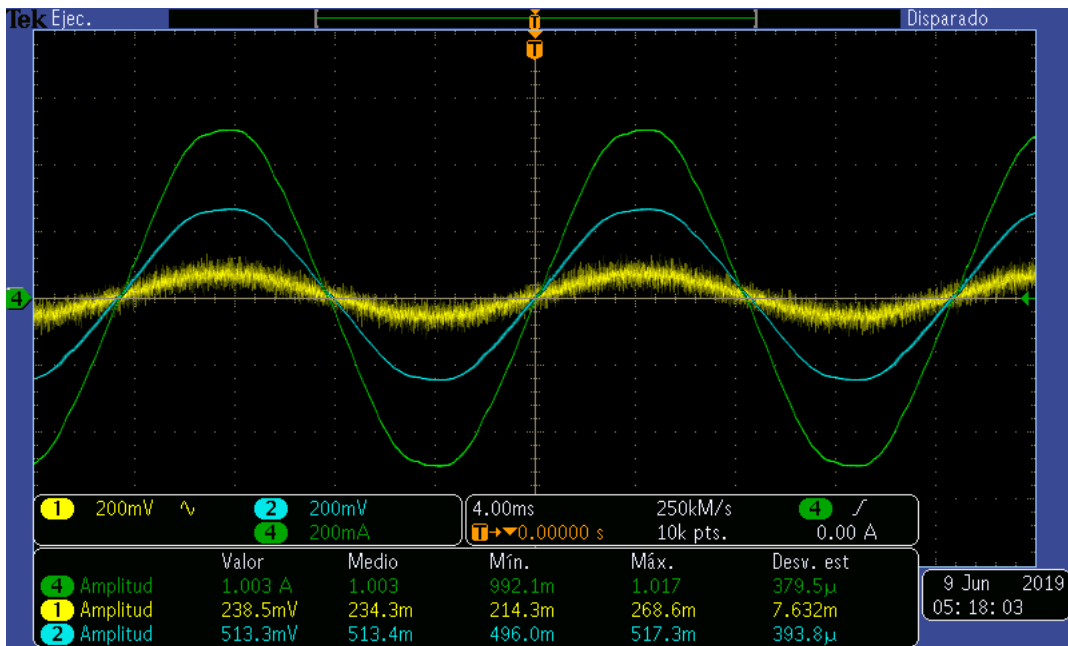 Tek Ejec. T Disparado
T
4
1 200mV 2 200mV
4 200mA
4.00ms 250kM/s 4
T→▼0.00000 s 10k pts. 0.00 A
Valor Medio Mín. Máx. Desv. est
4 Amplitud 1.003 A 1.003 992.1m 1.017 379.5µ
1 Amplitud 238.5mV 234.3m 214.3m 268.6m 7.632m
2 Amplitud 513.3mV 513.4m 496.0m 517.3m 393.8µ
9 Jun 2019
05:18:03